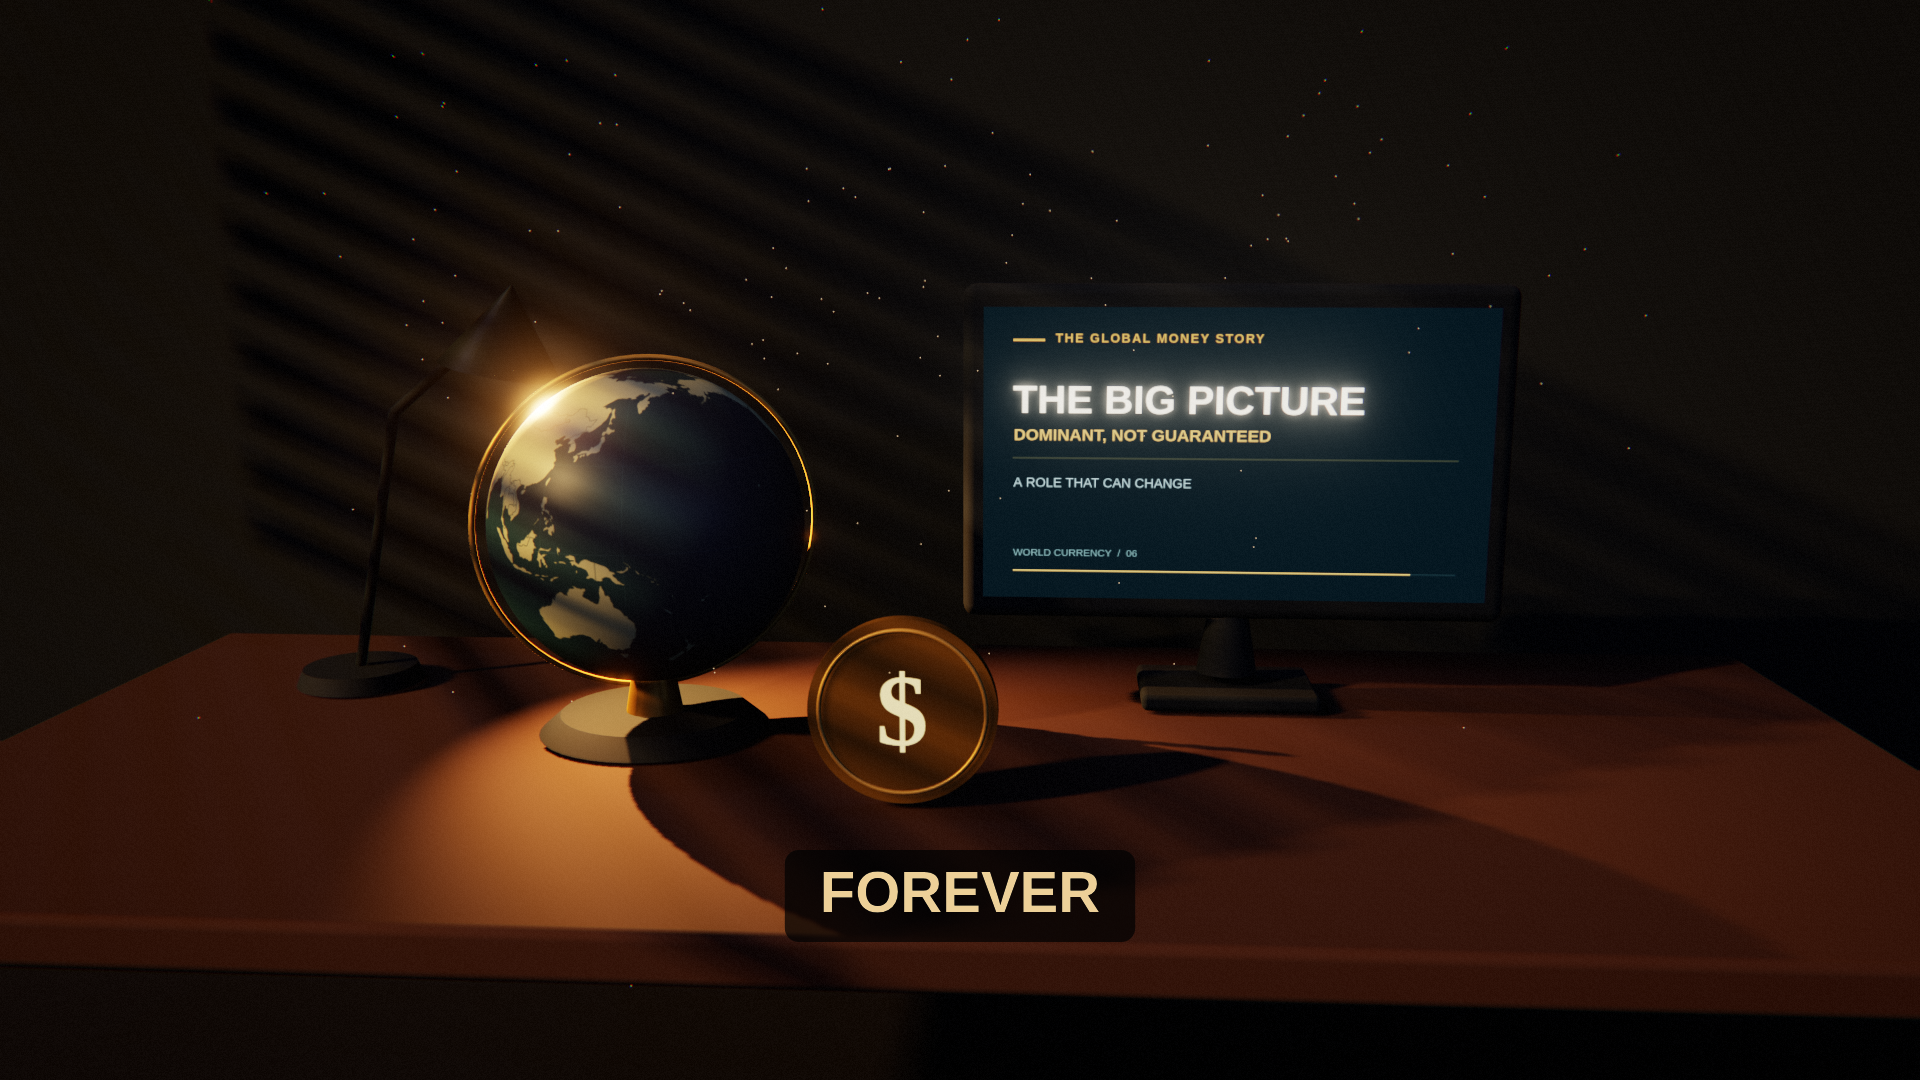 THE GLOBAL MONEY STORY
THE BIG PICTURE
DOMINANT, NOT GUARANTEED
A ROLE THAT CAN CHANGE
WORLD CURRENCY / 06
$
FOREVER